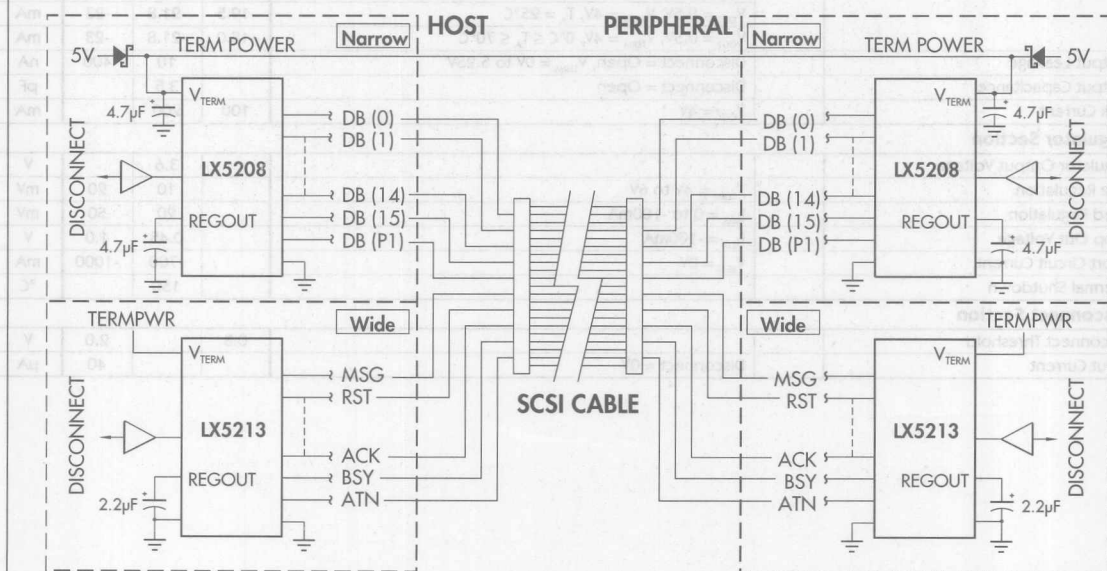 HOST PERIPHERAL
Narrow
TERM POWER
5V
VTERM
4.7µF
DISCONNECT
LX5208
REGOUT
4.7µF
DB (0)
DB (1)
DB (14)
DB (15)
DB (P1)
TERMPWR
Wide
VTERM
DISCONNECT
LX5213
REGOUT
2.2µF
MSG
RST
ACK
BSY
ATN
SCSI CABLE
Narrow
TERM POWER
5V
VTERM
4.7µF
DISCONNECT
LX5208
REGOUT
4.7µF
DB (0)
DB (1)
DB (14)
DB (15)
DB (P1)
TERMPWR
Wide
VTERM
DISCONNECT
LX5213
REGOUT
2.2µF
MSG
RST
ACK
BSY
ATN